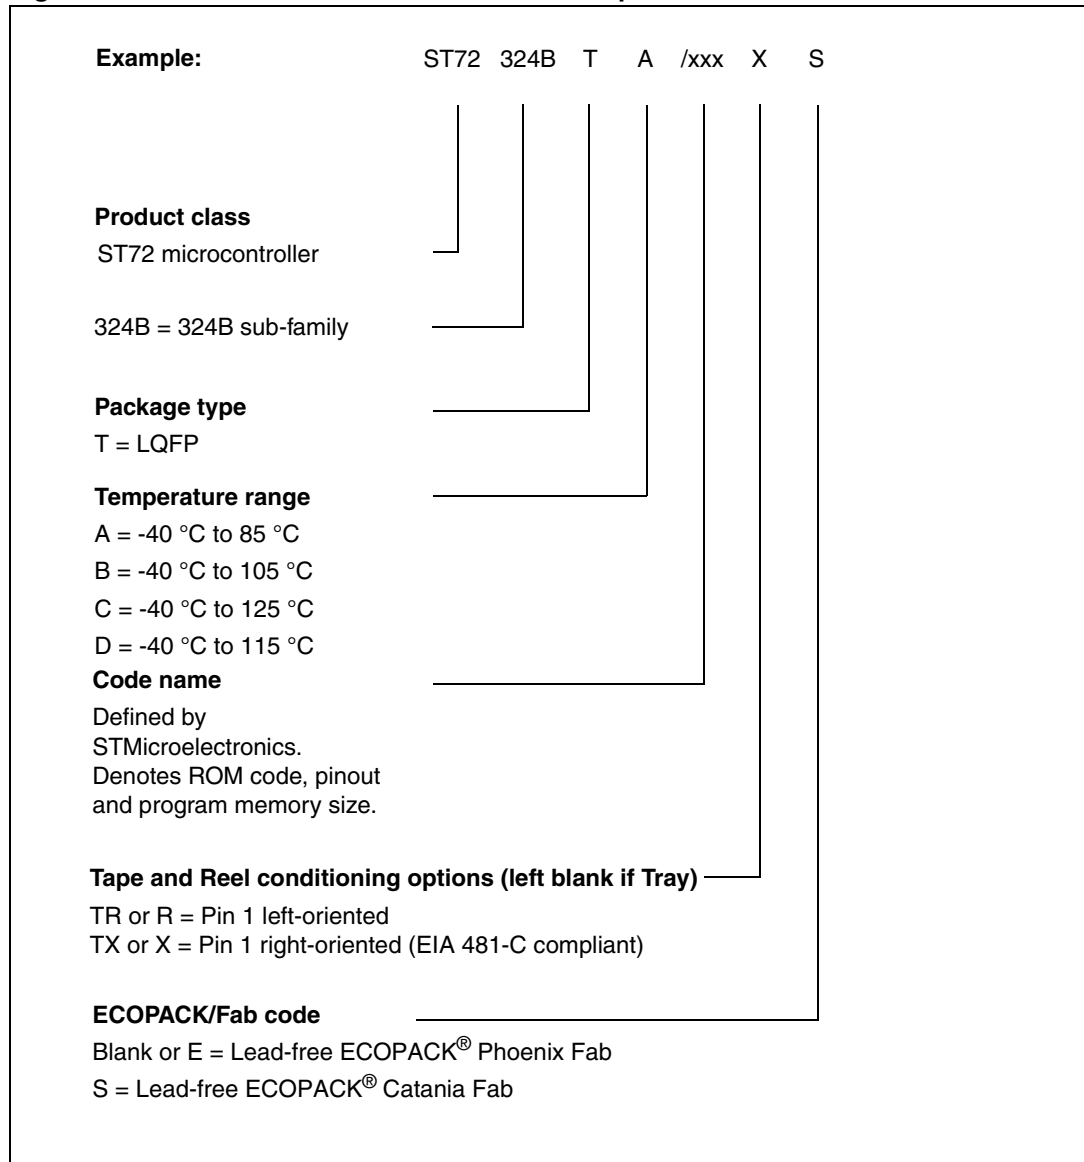 Example: ST72 324B T A /xxx X S
Product class
ST72 microcontroller
324B = 324B sub-family
Package type
T = LQFP
Temperature range
A = -40 °C to 85 °C
B = -40 °C to 105 °C
C = -40 °C to 125 °C
D = -40 °C to 115 °C
Code name
Defined by
STMicroelectronics.
Denotes ROM code, pinout
and program memory size.
Tape and Reel conditioning options (left blank if Tray)
TR or R = Pin 1 left-oriented
TX or X = Pin 1 right-oriented (EIA 481-C compliant)
ECOPACK/Fab code
Blank or E = Lead-free ECOPACK® Phoenix Fab
S = Lead-free ECOPACK® Catania Fab